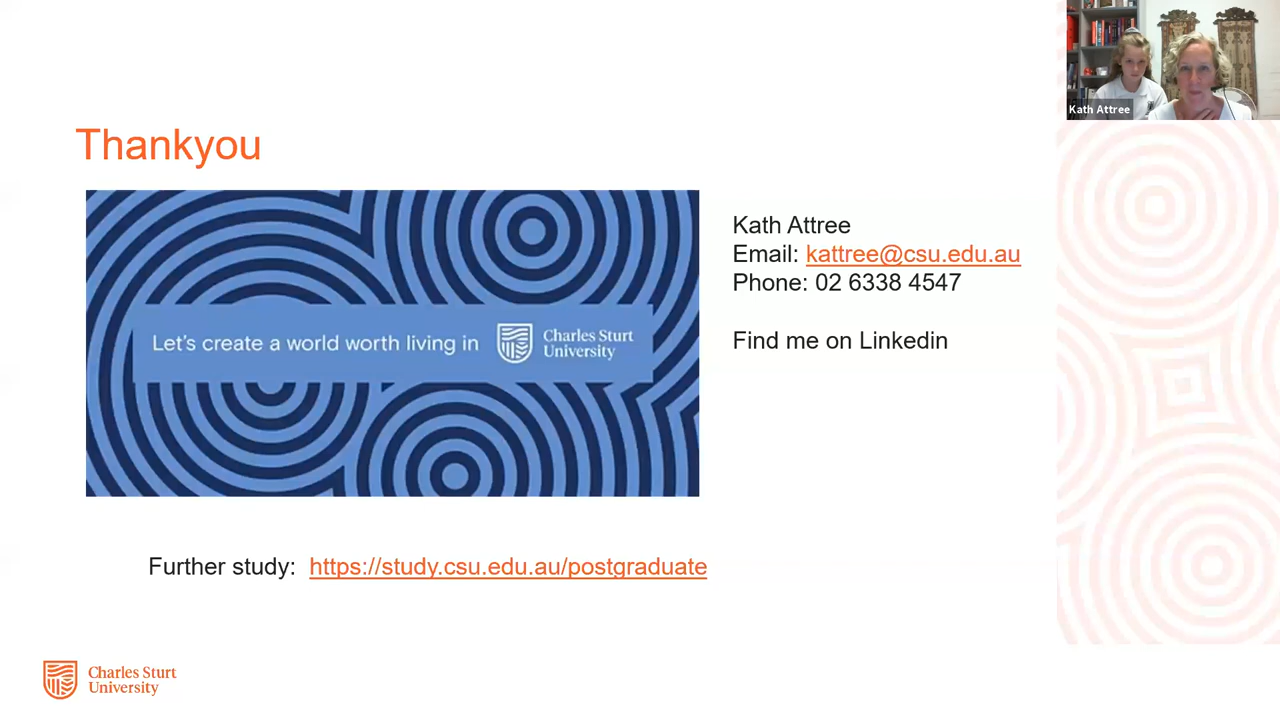 Kath Attree
Thankyou
Let's create a world worth living in
Charles Sturt
University
Kath Attree
Email: kattree@csu.edu.au
Phone: 02 6338 4547
Find me on Linkedin
Further study: https://study.csu.edu.au/postgraduate
Charles Sturt
University